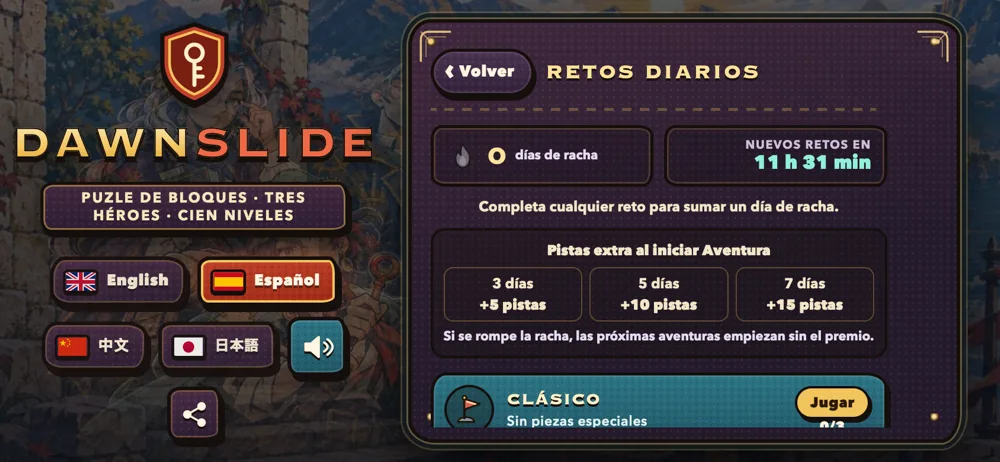 DAWNSLIDE
PUZLE DE BLOQUES · TRES
HÉROES · CIEN NIVELES
English
Español
中文
日本語
‹ Volver
RETOS DIARIOS
0 días de racha
NUEVOS RETOS EN
11 h 31 min
Completa cualquier reto para sumar un día de racha.
Pistas extra al iniciar Aventura
3 días
+5 pistas
5 días
+10 pistas
7 días
+15 pistas
Si se rompe la racha, las próximas aventuras empiezan sin el premio.
CLÁSICO
Sin piezas especiales
Jugar
0/3